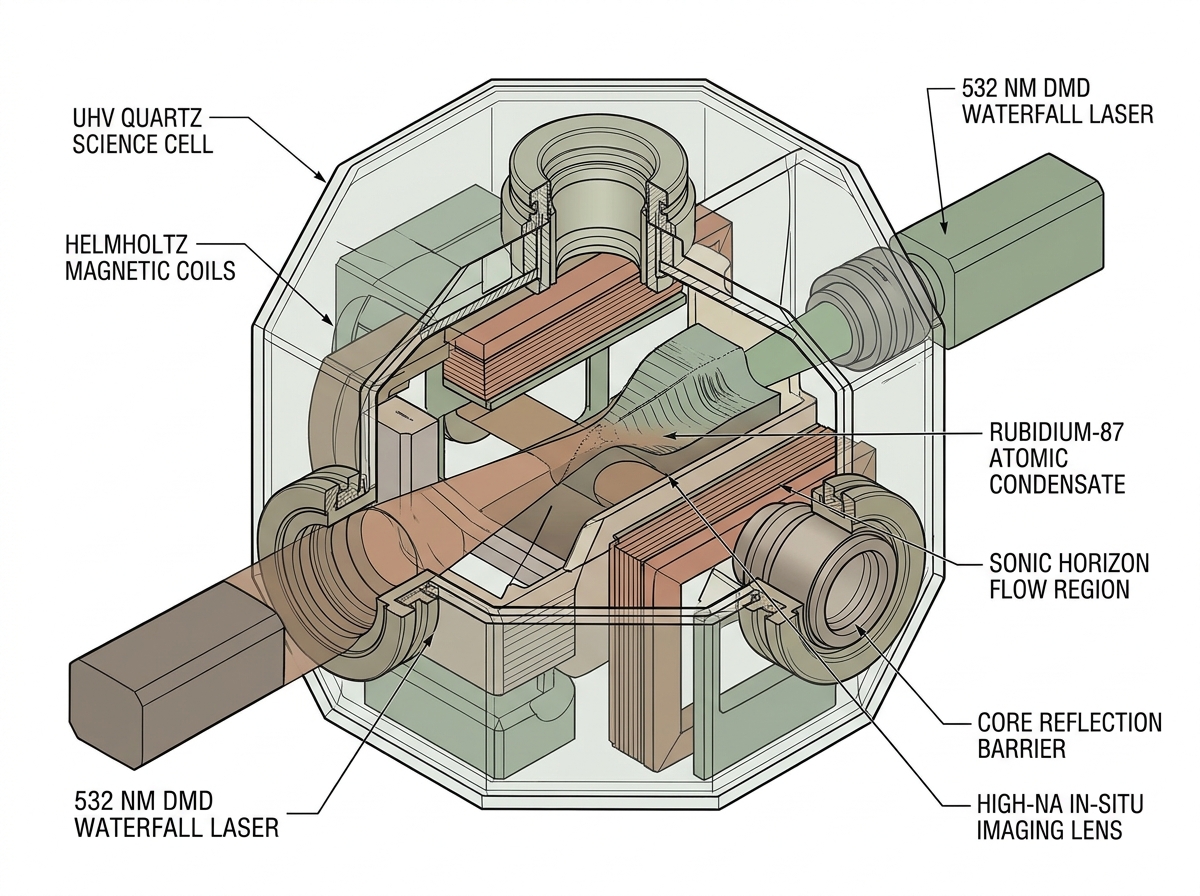 UHV QUARTZ
SCIENCE CELL
HELMHOLTZ
MAGNETIC COILS
532 NM DMD
WATERFALL LASER
532 NM DMD
WATERFALL LASER
RUBIDIUM-87
ATOMIC
CONDENSATE
SONIC HORIZON
FLOW REGION
CORE REFLECTION
BARRIER
HIGH-NA IN-SITU
IMAGING LENS